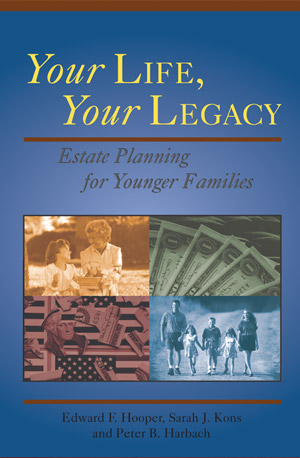 Your LIFE,
Your LEGACY
Estate Planning
for Younger Families
Edward F. Hooper, Sarah J. Kons
and Peter B. Harbach